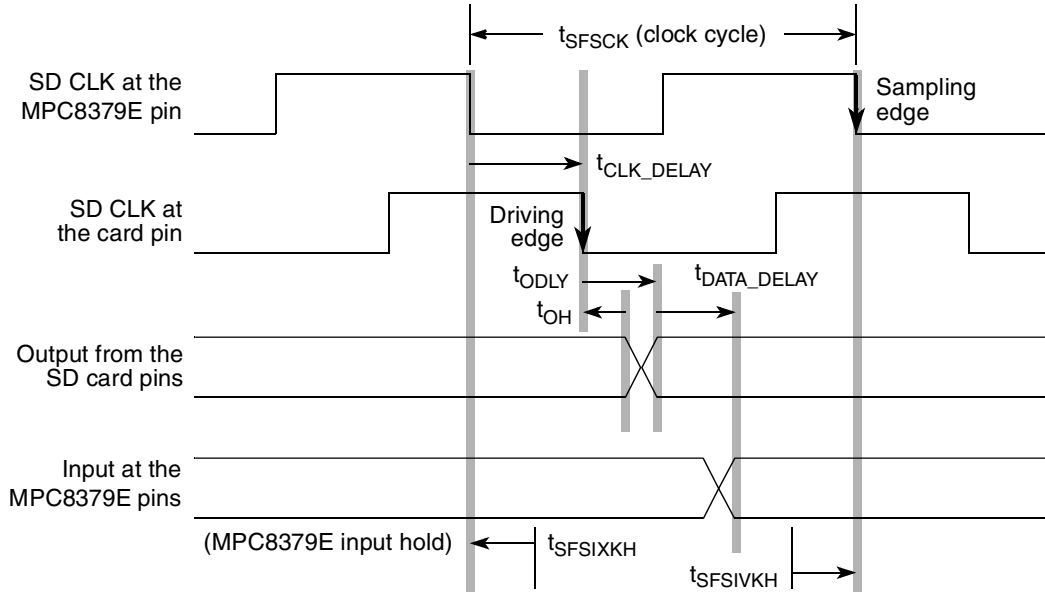 tSFSCK (clock cycle)
SD CLK at the
MPC8379E pin
Sampling
edge
tCLK_DELAY
SD CLK at
the card pin
Driving
edge
tODLY
tDATA_DELAY
tOH
Output from the
SD card pins
Input at the
MPC8379E pins
(MPC8379E input hold)
tSFSIXKH
tSFSIVKH